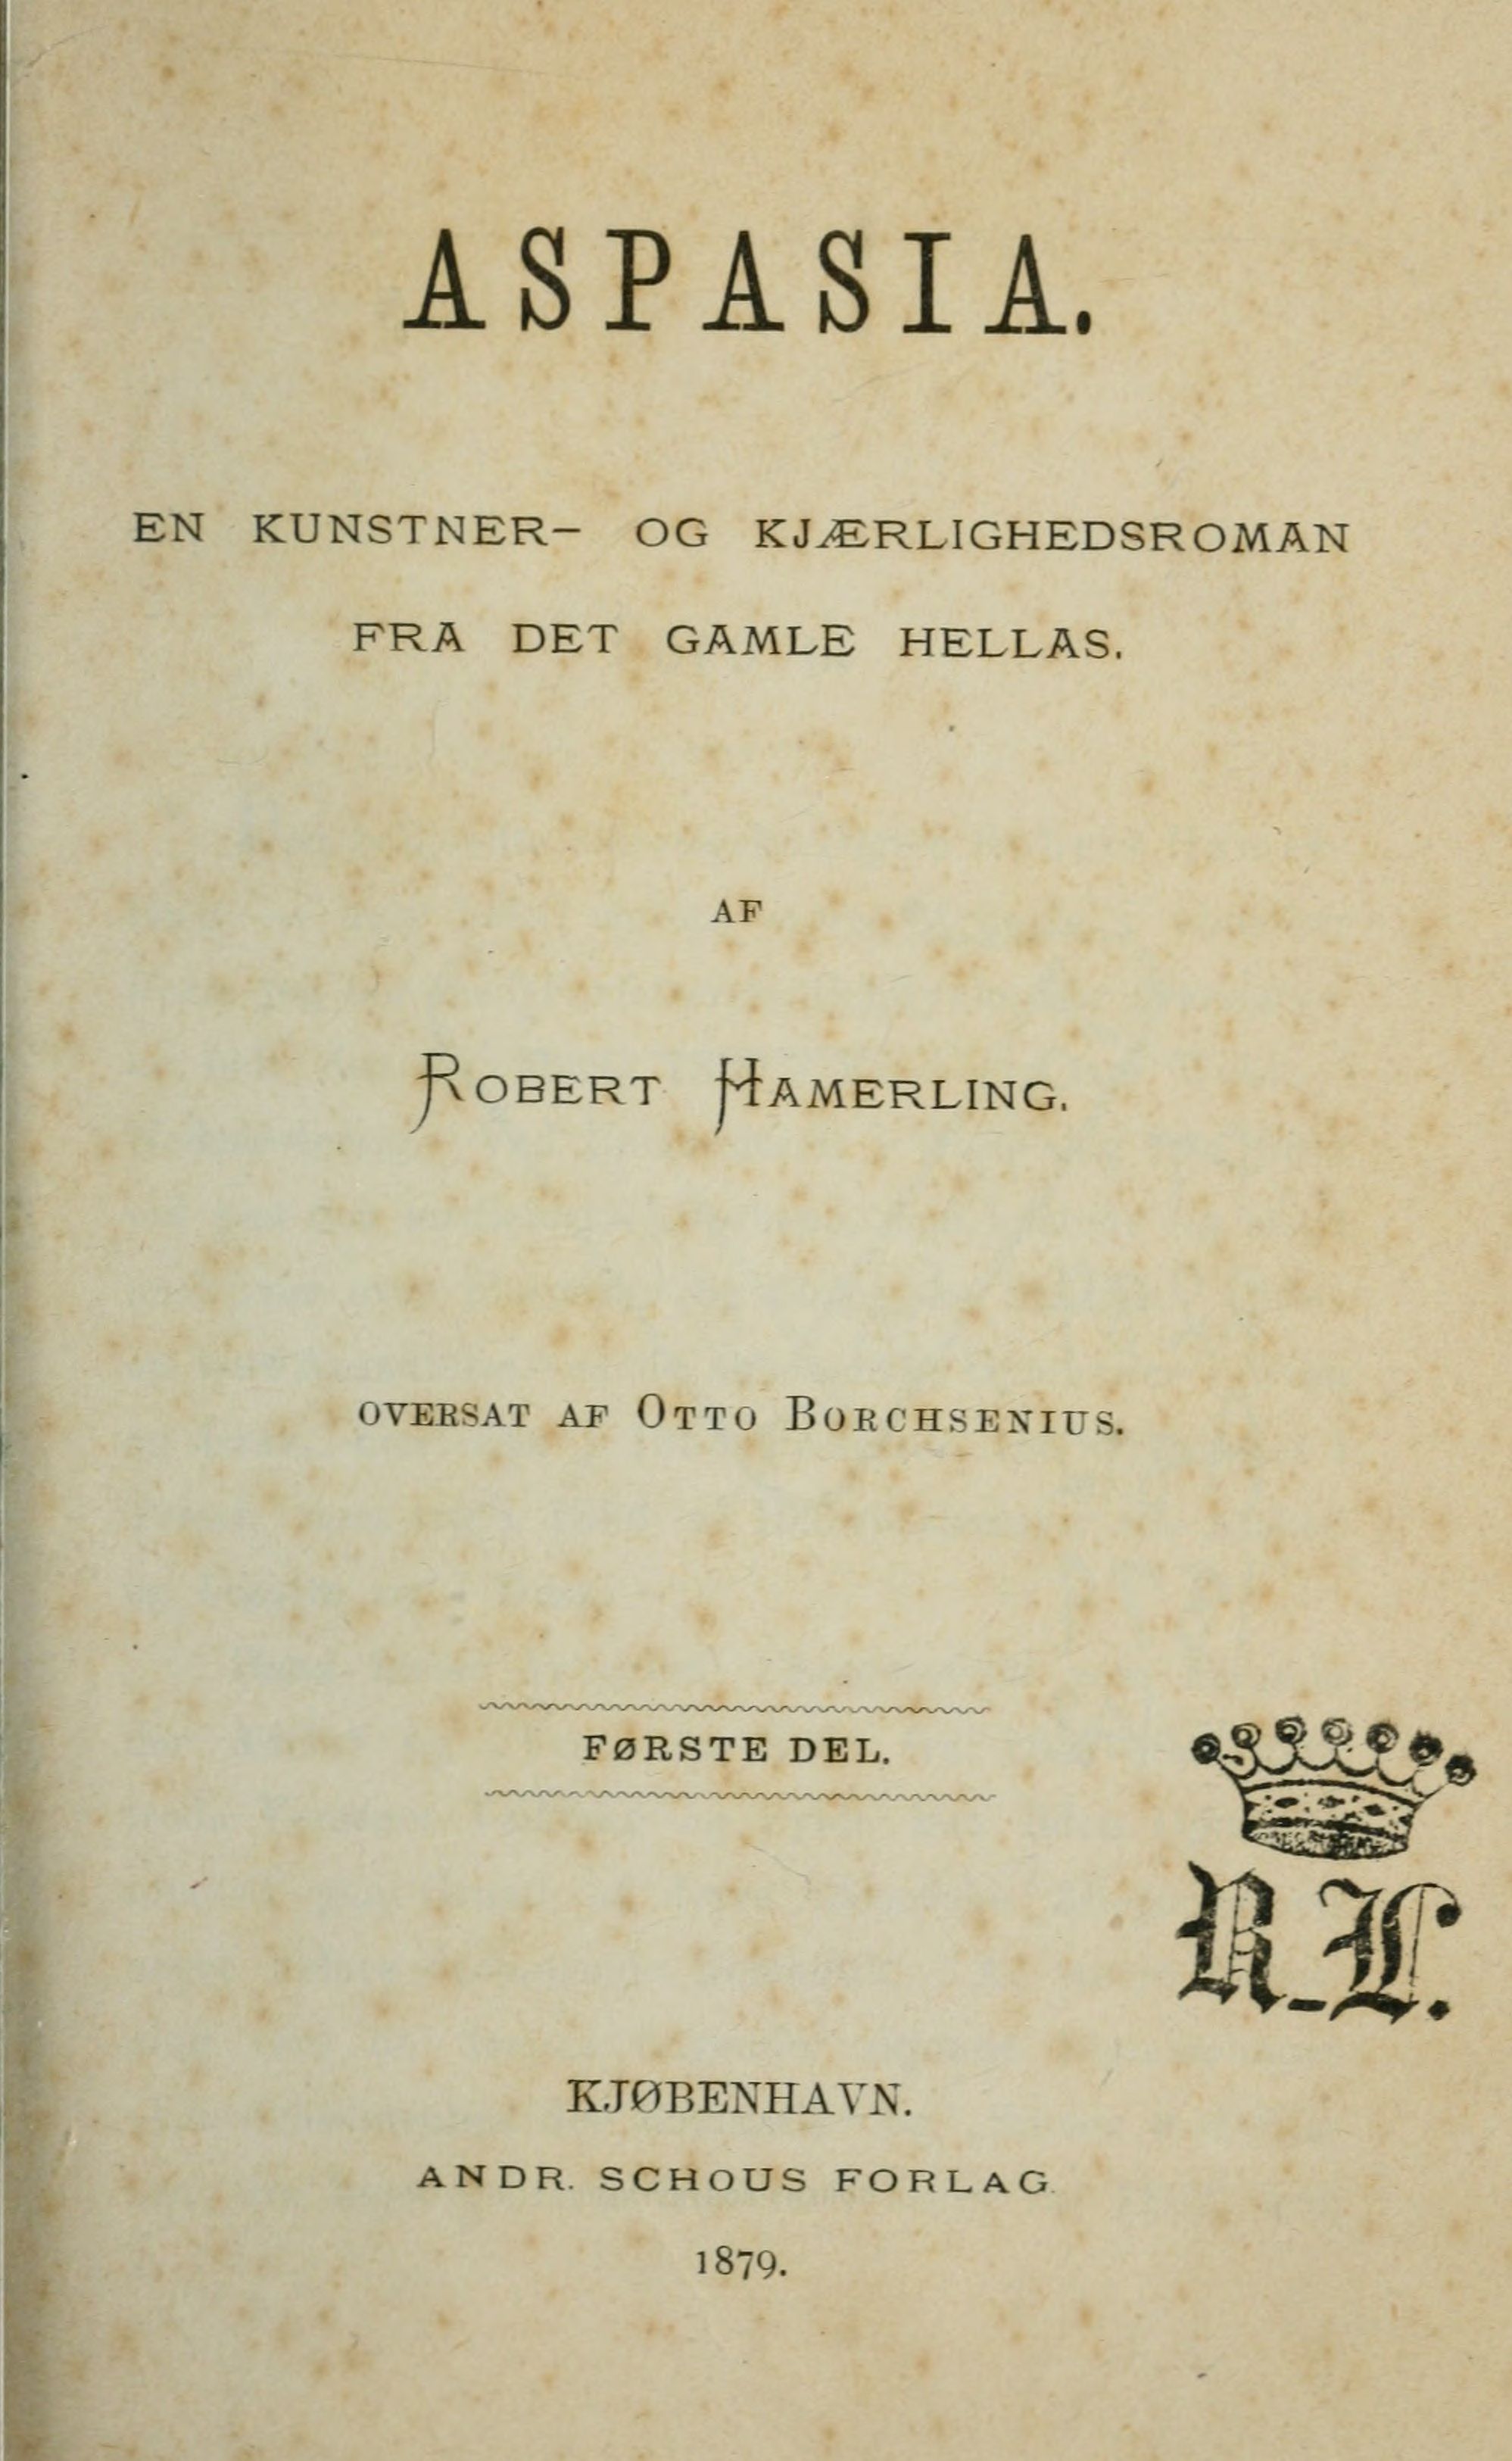 ASPASIA.
EN KUNSTNER- OG KJÆRLIGHEDSROMAN
FRA DET GAMLE HELLAS.
AF
ROBERT HAMERLING.
OVERSAT AF OTTO BORCHSENIUS.
FØRSTE DEL.
R_L.
KJØBENHAVN.
ANDR. SCHOUS FORLAG.
1879.